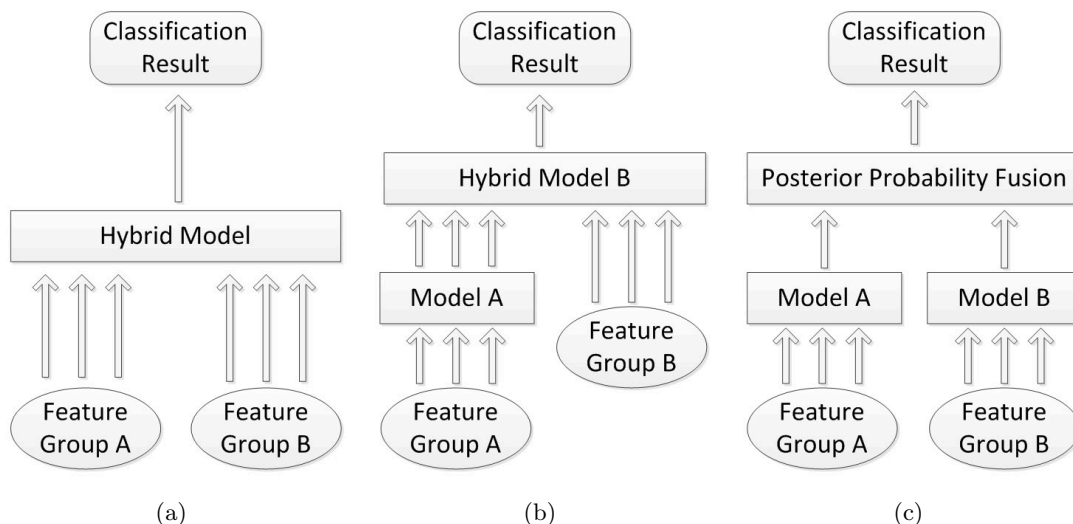 Classification
Result
Hybrid Model
Feature
Group A
Feature
Group B
(a)
Classification
Result
Hybrid Model B
Model A
Feature
Group A
Feature
Group B
(b)
Classification
Result
Posterior Probability Fusion
Model A
Model B
Feature
Group A
Feature
Group B
(c)